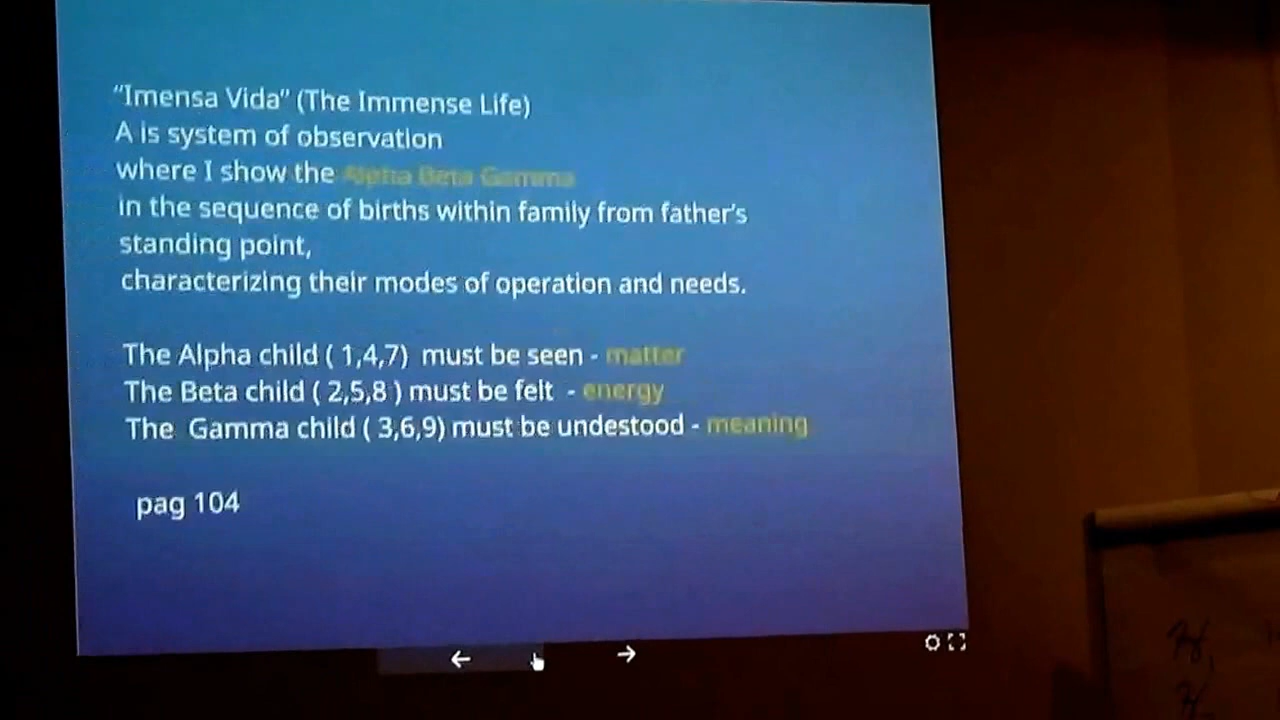 “Imensa Vida” (The Immense Life)
A is system of observation
where I show the Alpha Beta Gamma
in the sequence of births within family from father's
standing point,
characterizing their modes of operation and needs.
The Alpha child ( 1,4,7) must be seen - matter
The Beta child ( 2,5,8 ) must be felt - energy
The Gamma child ( 3,6,9) must be undestood - meaning
pag 104